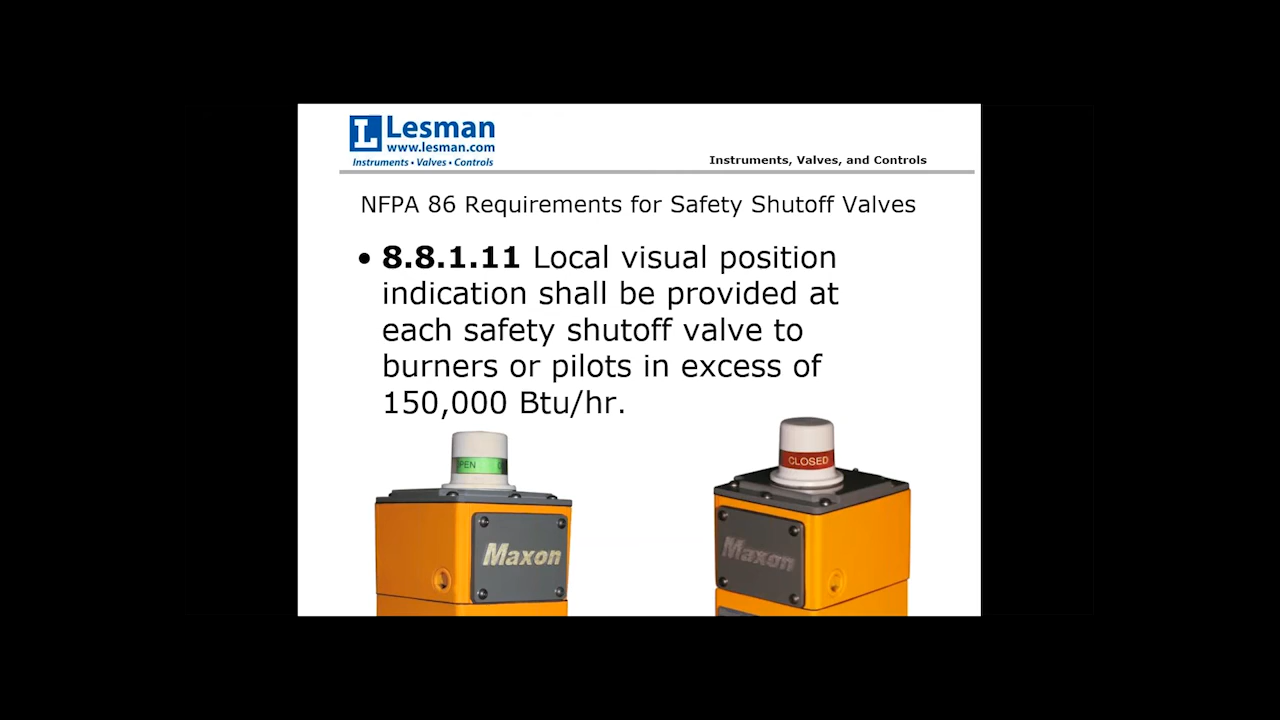 L Lesman
www.lesman.com
Instruments • Valves • Controls
Instruments, Valves, and Controls
NFPA 86 Requirements for Safety Shutoff Valves
• 8.8.1.11 Local visual position
indication shall be provided at
each safety shutoff valve to
burners or pilots in excess of
150,000 Btu/hr.
PEN
CLOSED
Maxon
Maxon